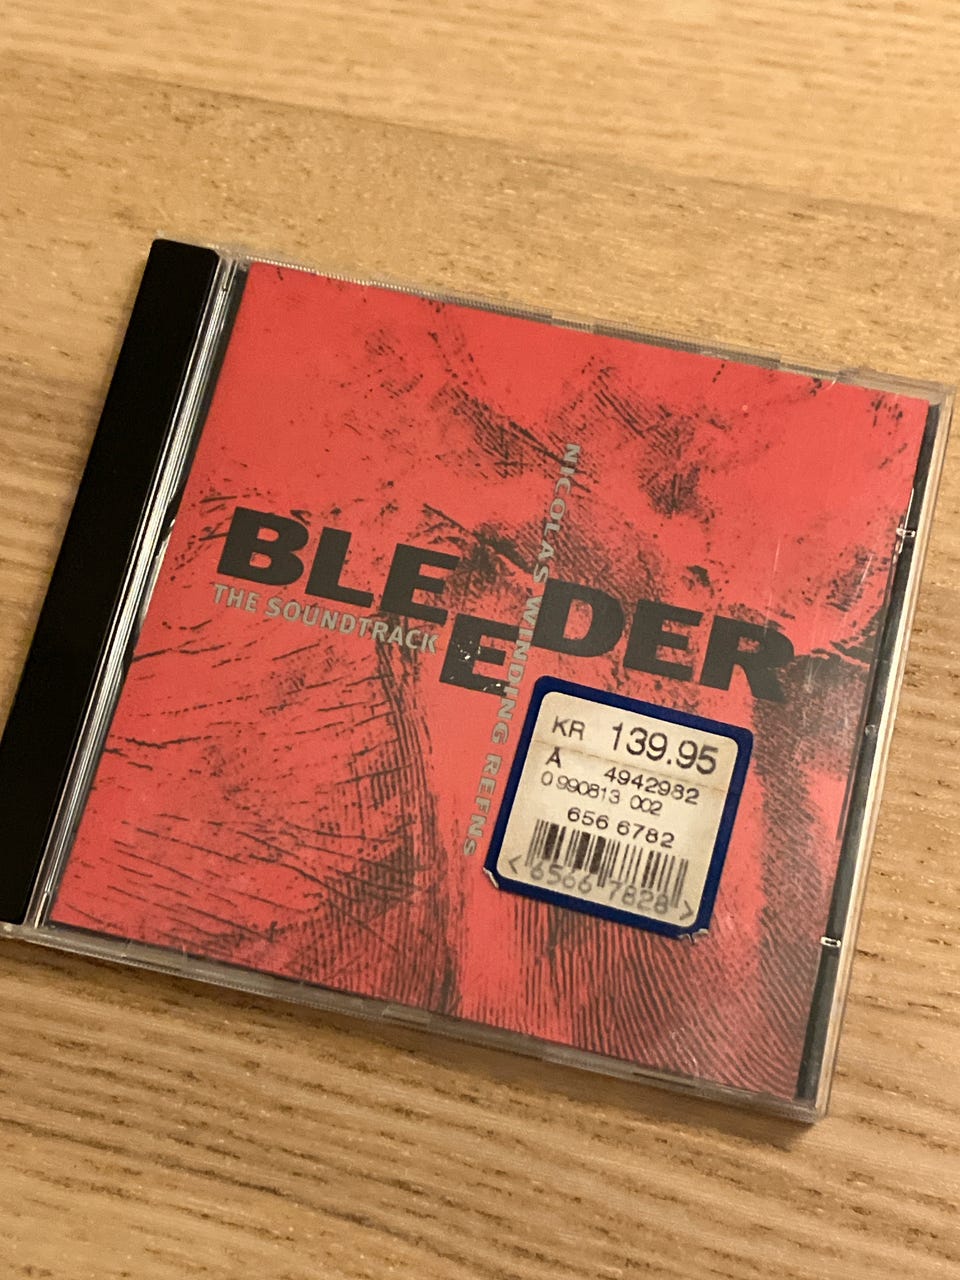 NICOLAS WINDING REFNS
BLEEDER
THE SOUNDTRACK
KR 139.95
A 4942982
0 990813 002
656 6782
< 6566 7828 >